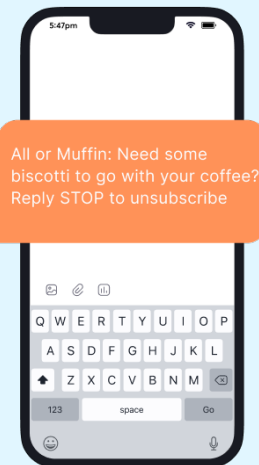 5:47pm
All or Muffin: Need some
biscotti to go with your coffee?
Reply STOP to unsubscribe
Q W E R T Y U I O P
A S D F G H J K L
Z X C V B N M
123 space Go